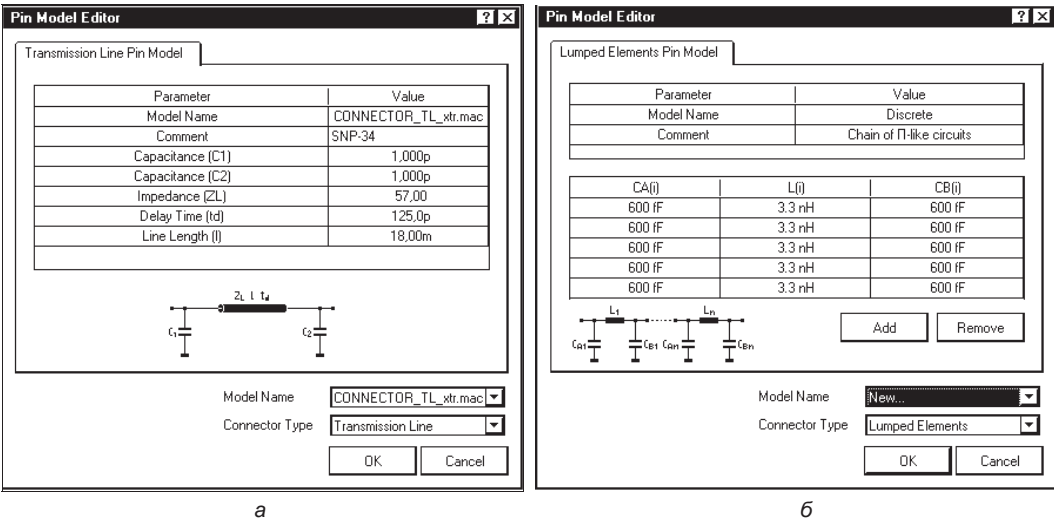 Pin Model Editor
Transmission Line Pin Model
Parameter Value
Model Name CONNECTOR_TL_xtr.mac
Comment SNP-34
Capacitance (C1) 1,000p
Capacitance (C2) 1,000p
Impedance (ZL) 57,00
Delay Time (td) 125,0p
Line Length (l) 18,00m
ZL l td
C1 C2
Model Name CONNECTOR_TL_xtr.mac
Connector Type Transmission Line
OK Cancel
а
Pin Model Editor
Lumped Elements Pin Model
Parameter Value
Model Name Discrete
Comment Chain of П-like circuits
CA(i) L(i) CB(i)
600 fF 3.3 nH 600 fF
600 fF 3.3 nH 600 fF
600 fF 3.3 nH 600 fF
600 fF 3.3 nH 600 fF
600 fF 3.3 nH 600 fF
L1 Ln
CA1 CB1 CAn CBn
Add Remove
Model Name New...
Connector Type Lumped Elements
OK Cancel
б